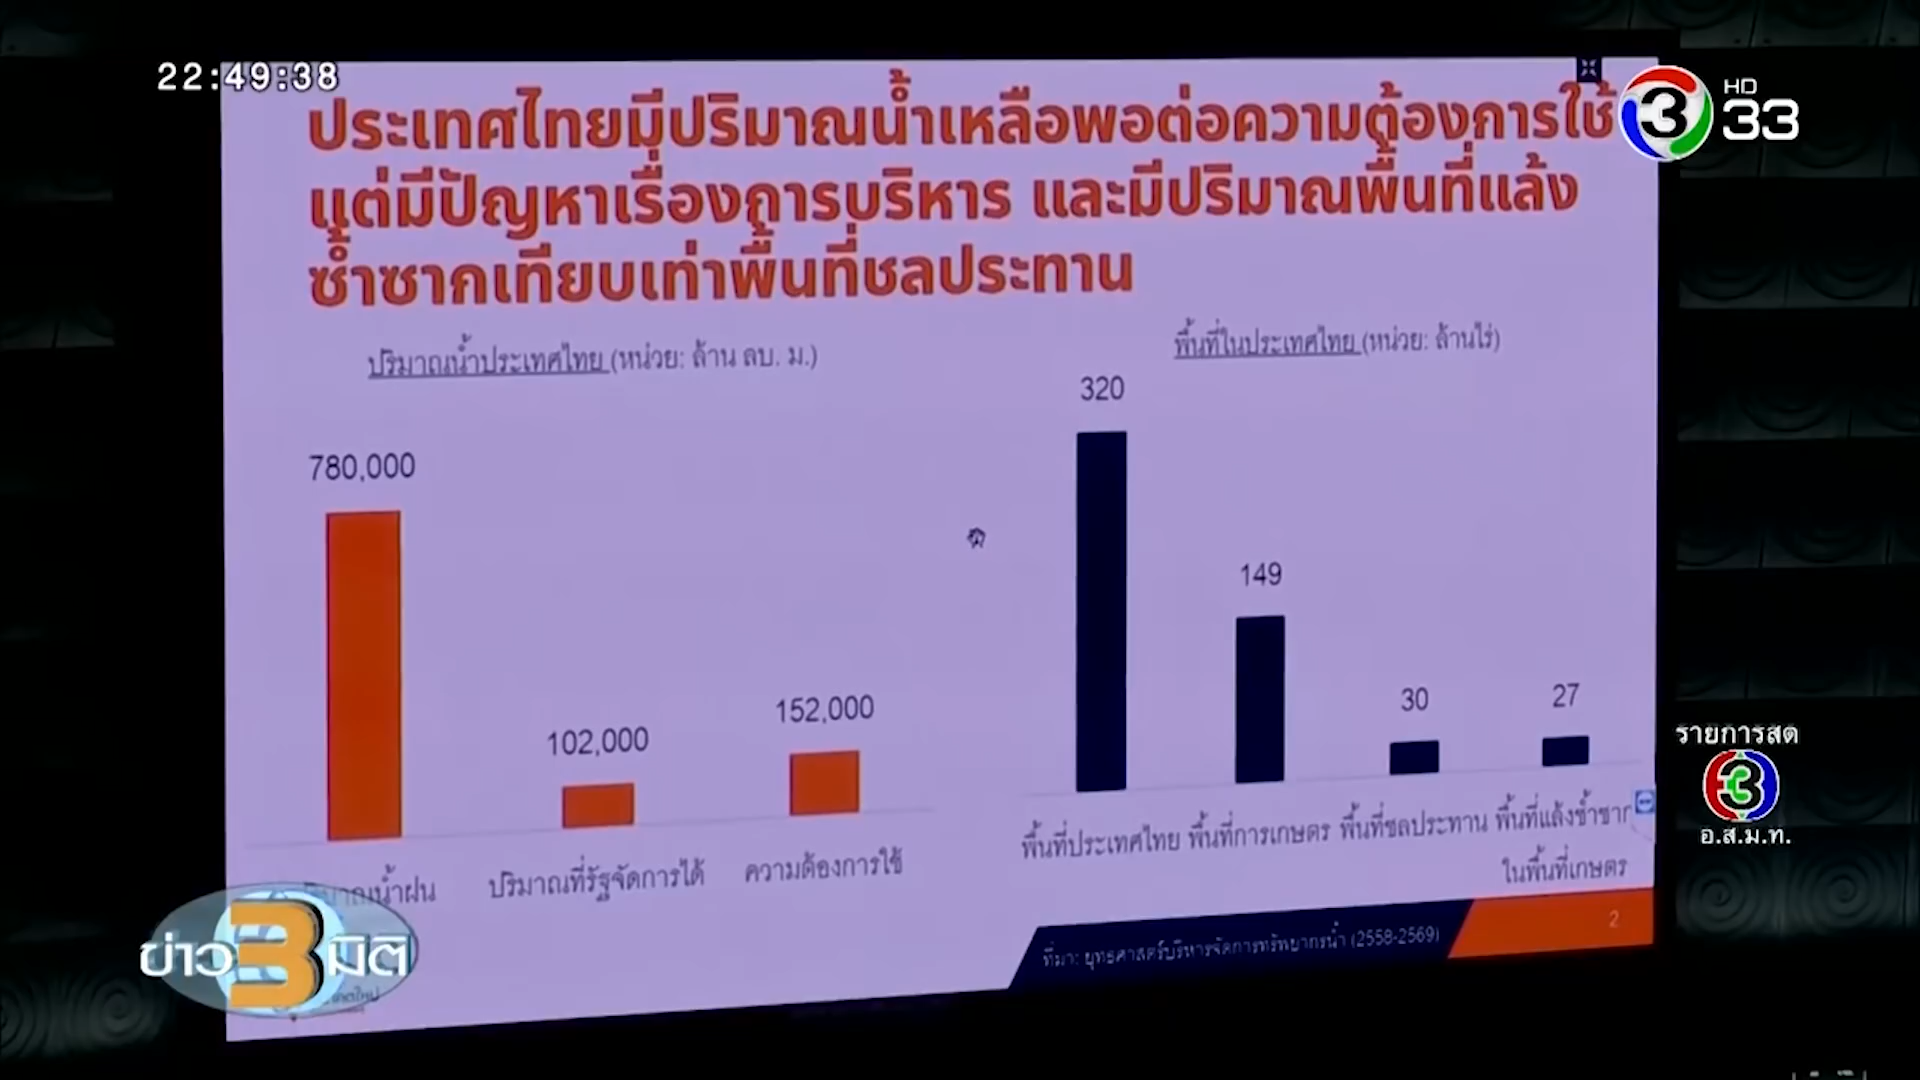 22:49:38
HD
3 33
ประเทศไทยมีปริมาณน้ำเหลือพอต่อความต้องการใช้
แต่มีปัญหาเรื่องการบริหาร และมีปริมาณพื้นที่แล้ง
ซ้ำซากเทียบเท่าพื้นที่ชลประทาน
ปริมาณน้ำประเทศไทย (หน่วย: ล้าน ลบ. ม.)
780,000
102,000
152,000
ปริมาณที่รัฐจัดการได้
ความต้องการใช้
พื้นที่ในประเทศไทย (หน่วย: ล้านไร่)
320
149
30
27
พื้นที่ประเทศไทย พื้นที่การเกษตร พื้นที่ชลประทาน พื้นที่แล้งซ้ำซาก
ในพื้นที่เกษตร
ที่มา: ยุทธศาสตร์บริหารจัดการทรัพยากรน้ำ (2558-2569)
2
รายการสด
3
อ.ส.ม.ท.
ข่าว 3 มิติ